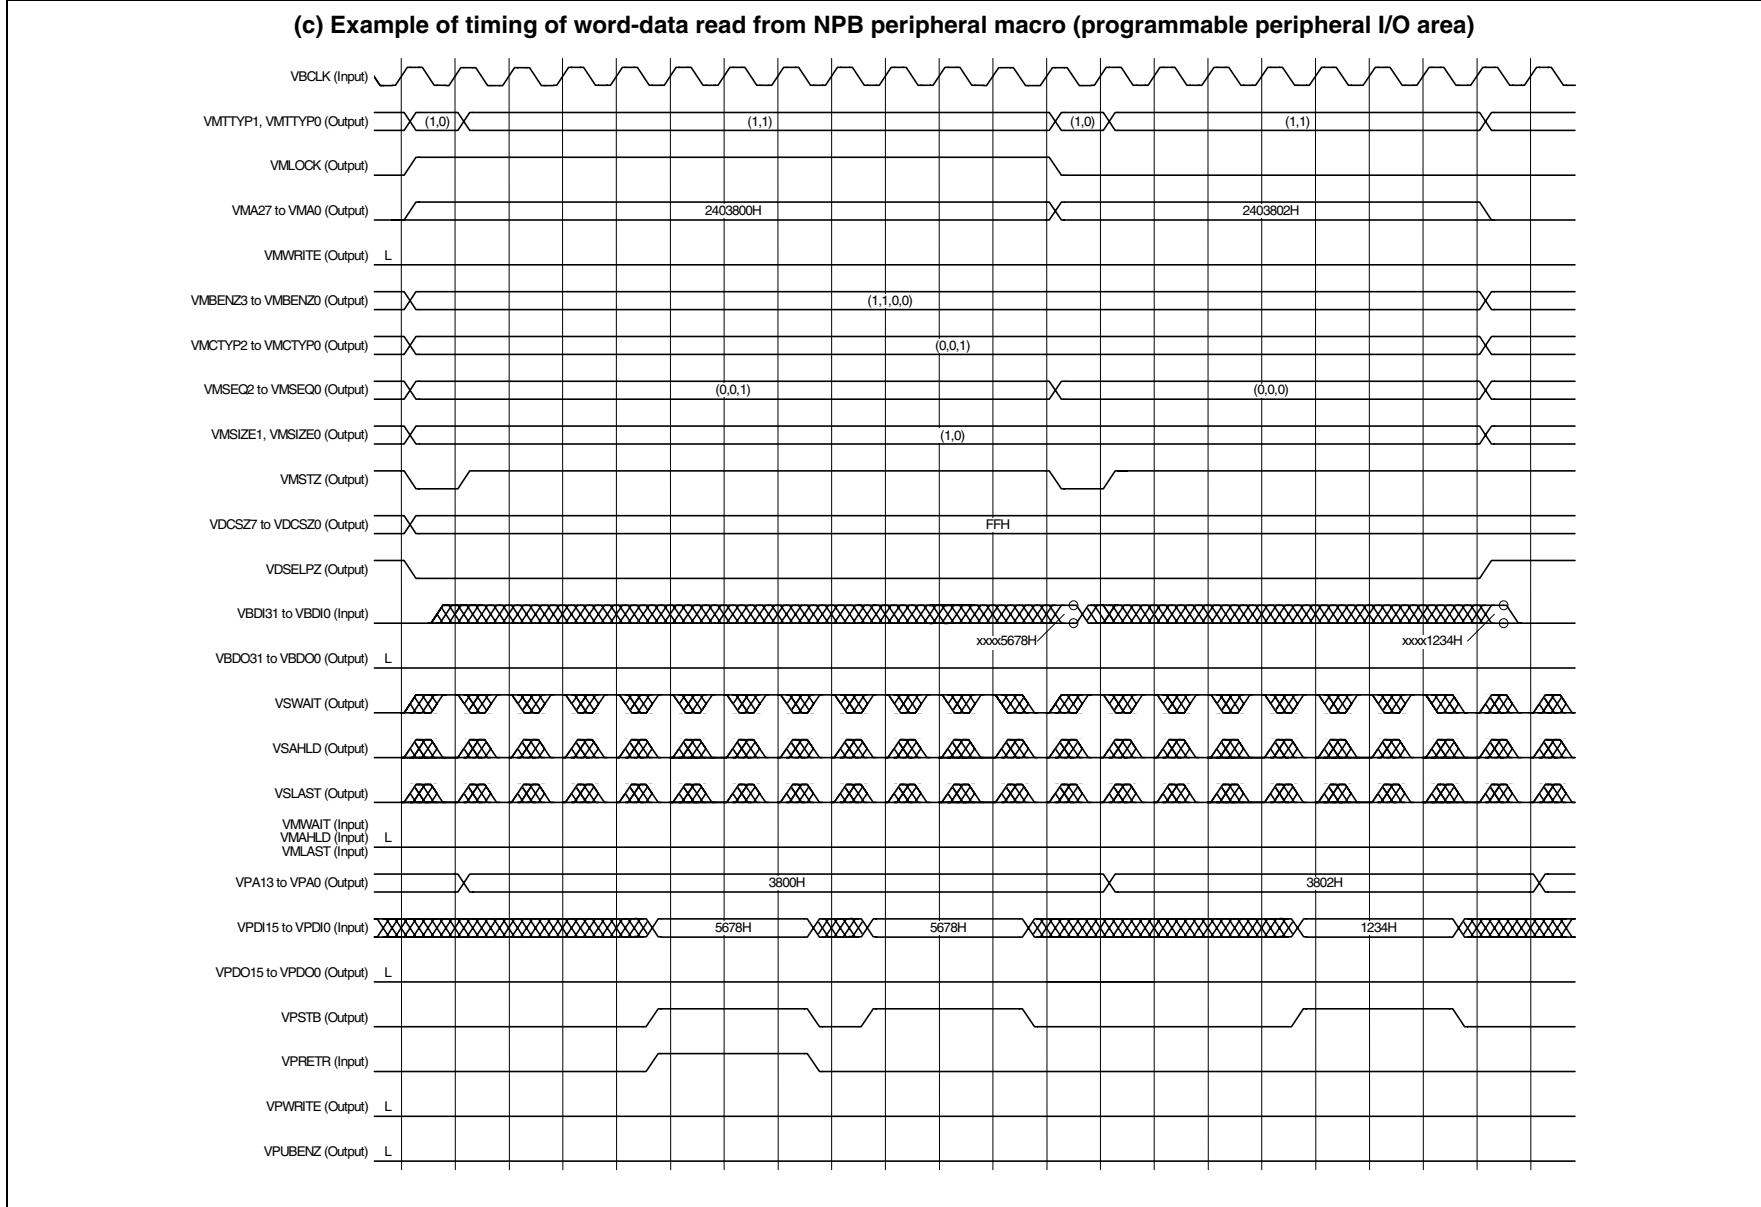 (c) Example of timing of word-data read from NPB peripheral macro (programmable peripheral I/O area)
VBCLK (Input)
VMTTYP1, VMTTYP0 (Output) (1,0) (1,1) (1,0) (1,1)
VMLOCK (Output)
VMA27 to VMA0 (Output) 2403800H 2403802H
VMWRITE (Output) L
VMBENZ3 to VMBENZ0 (Output) (1,1,0,0)
VMCTYP2 to VMCTYP0 (Output) (0,0,1)
VMSEQ2 to VMSEQ0 (Output) (0,0,1) (0,0,0)
VMSIZE1, VMSIZE0 (Output) (1,0)
VMSTZ (Output)
VDCSZ7 to VDCSZ0 (Output) FFH
VDSELPZ (Output)
VBDI31 to VBDI0 (Input)
xxxx5678H xxxx1234H
VBDO31 to VBDO0 (Output) L
VSWAIT (Output)
VSAHLD (Output)
VSLAST (Output)
VMWAIT (Input)
VMAHLD (Input) L
VMLAST (Input)
VPA13 to VPA0 (Output) 3800H 3802H
VPDI15 to VPDI0 (Input) 5678H 5678H 1234H
VPDO15 to VPDO0 (Output) L
VPSTB (Output)
VPRETR (Input)
VPWRITE (Output) L
VPUBENZ (Output) L